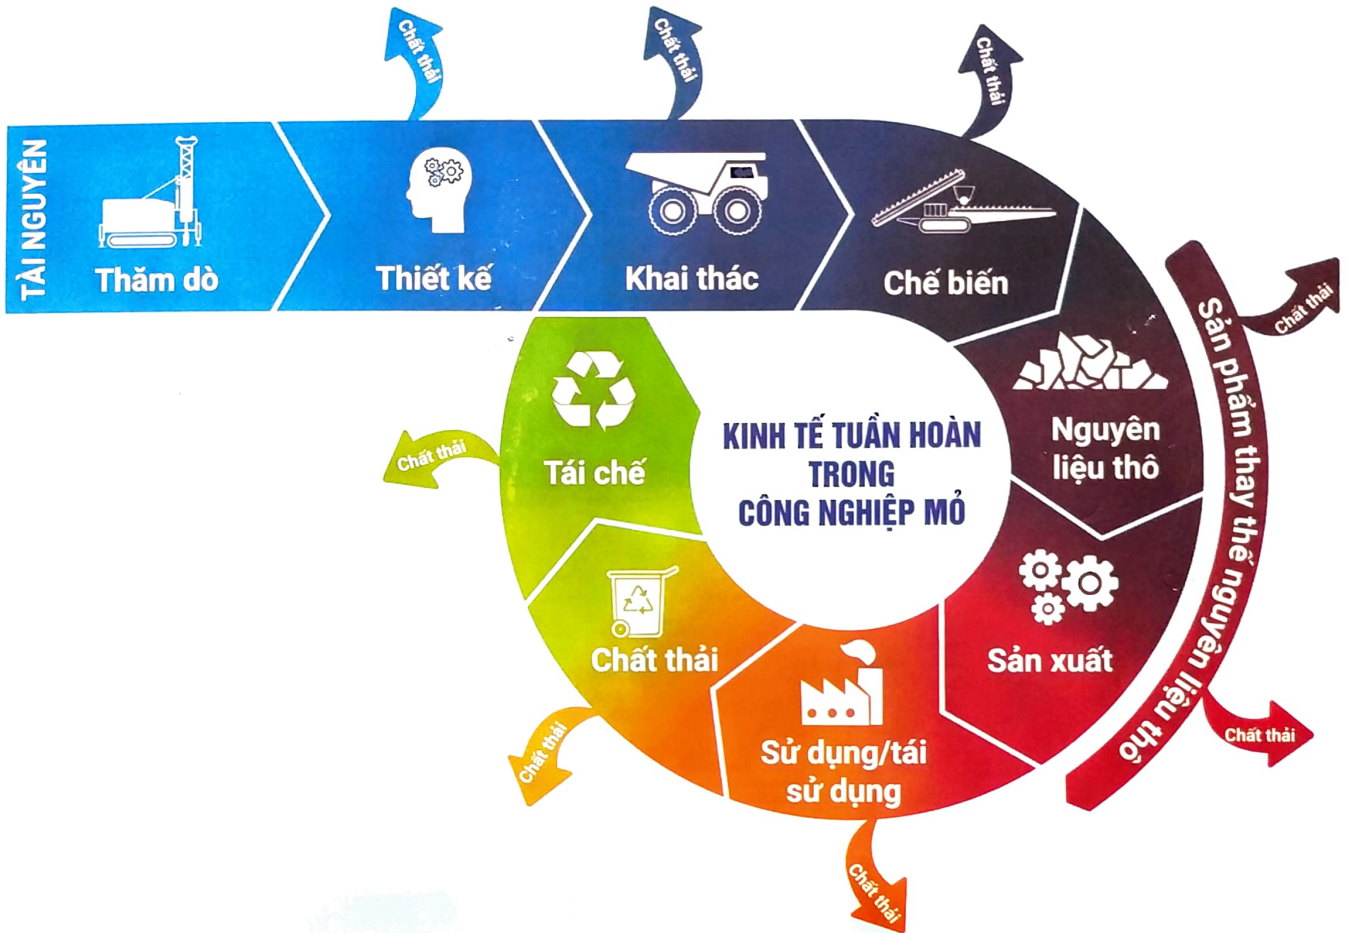 TÀI NGUYÊN
Thăm dò
Thiết kế
Khai thác
Chế biến
Nguyên
liệu thô
Sản xuất
Sử dụng/tái
sử dụng
Chất thải
Tái chế
KINH TẾ TUẦN HOÀN
TRONG
CÔNG NGHIỆP MỎ
Sản phẩm thay thế nguyên liệu thô
Chất thải
Chất thải
Chất thải
Chất thải
Chất thải
Chất thải
Chất thải
Chất thải